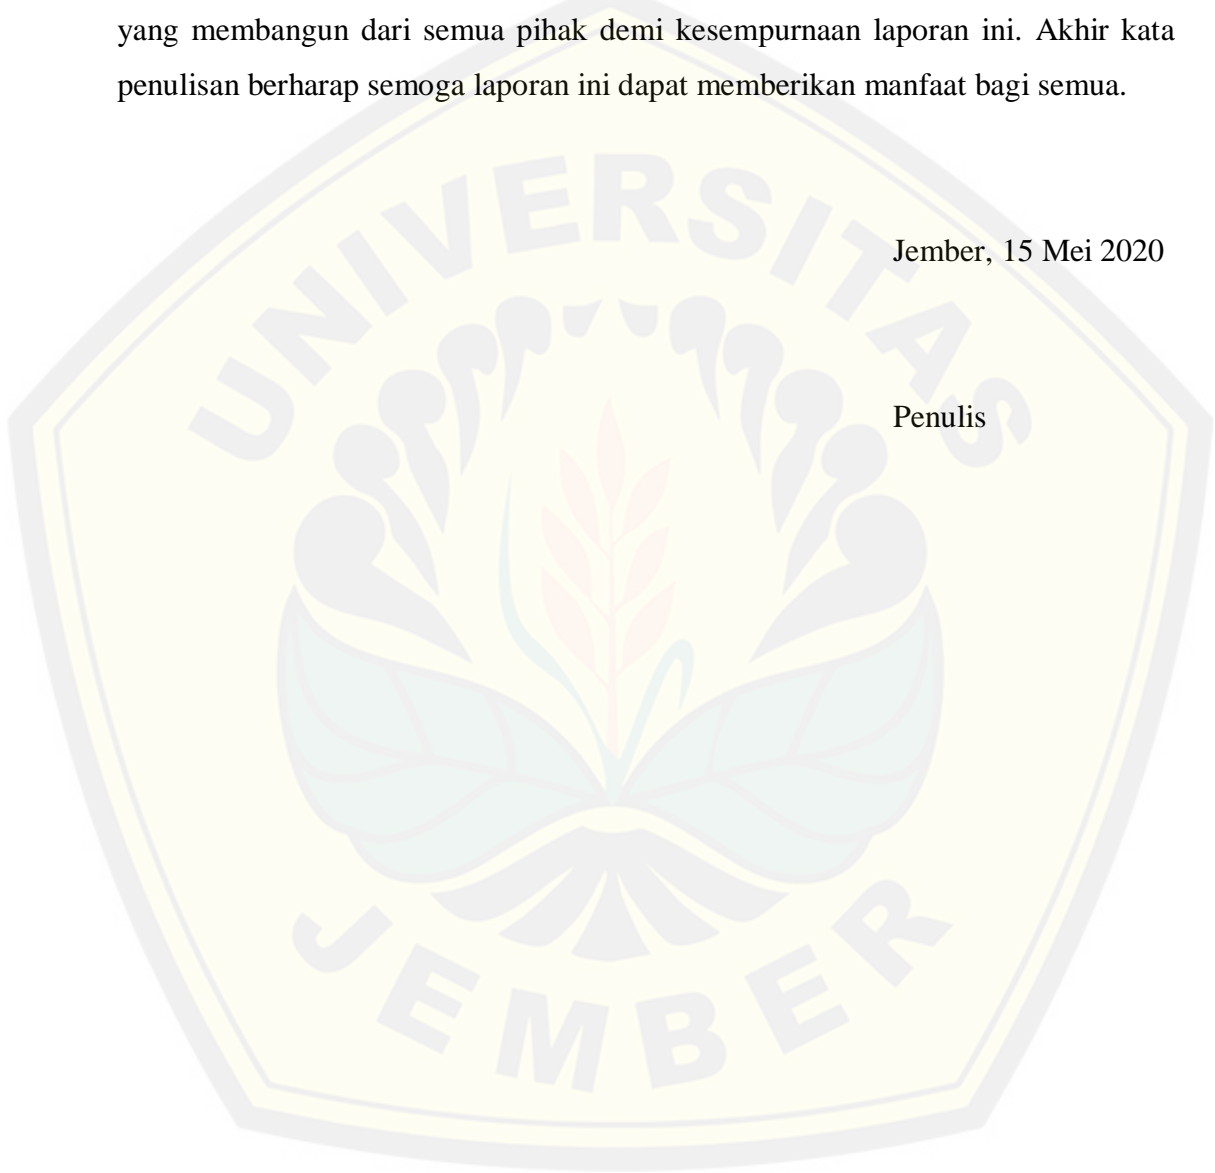 yang membangun dari semua pihak demi kesempurnaan laporan ini. Akhir kata
penulisan berharap semoga laporan ini dapat memberikan manfaat bagi semua.
UNIVERSITAS
Jember, 15 Mei 2020
Penulis
JEMBER